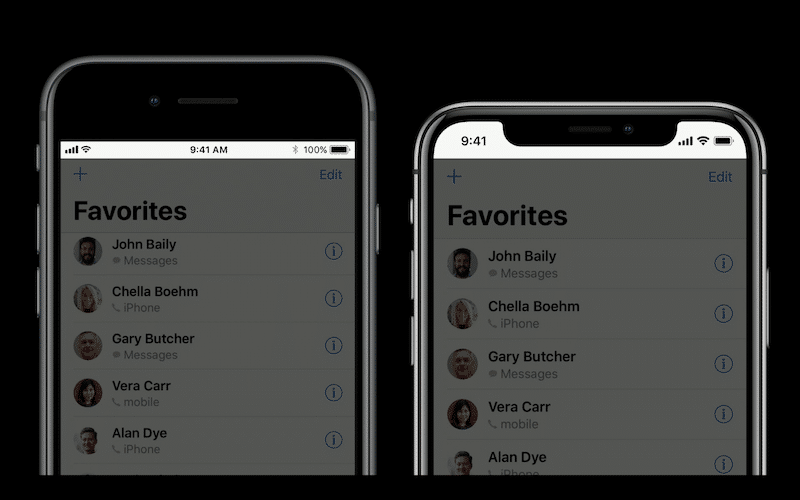 9:41 AM
100%
Edit
Favorites
John Baily
Messages
Chella Boehm
iPhone
Gary Butcher
Messages
Vera Carr
mobile
Alan Dye
iPhone
9:41
Edit
Favorites
John Baily
Messages
Chella Boehm
iPhone
Gary Butcher
Messages
Vera Carr
mobile
Alan Dye
iPhone